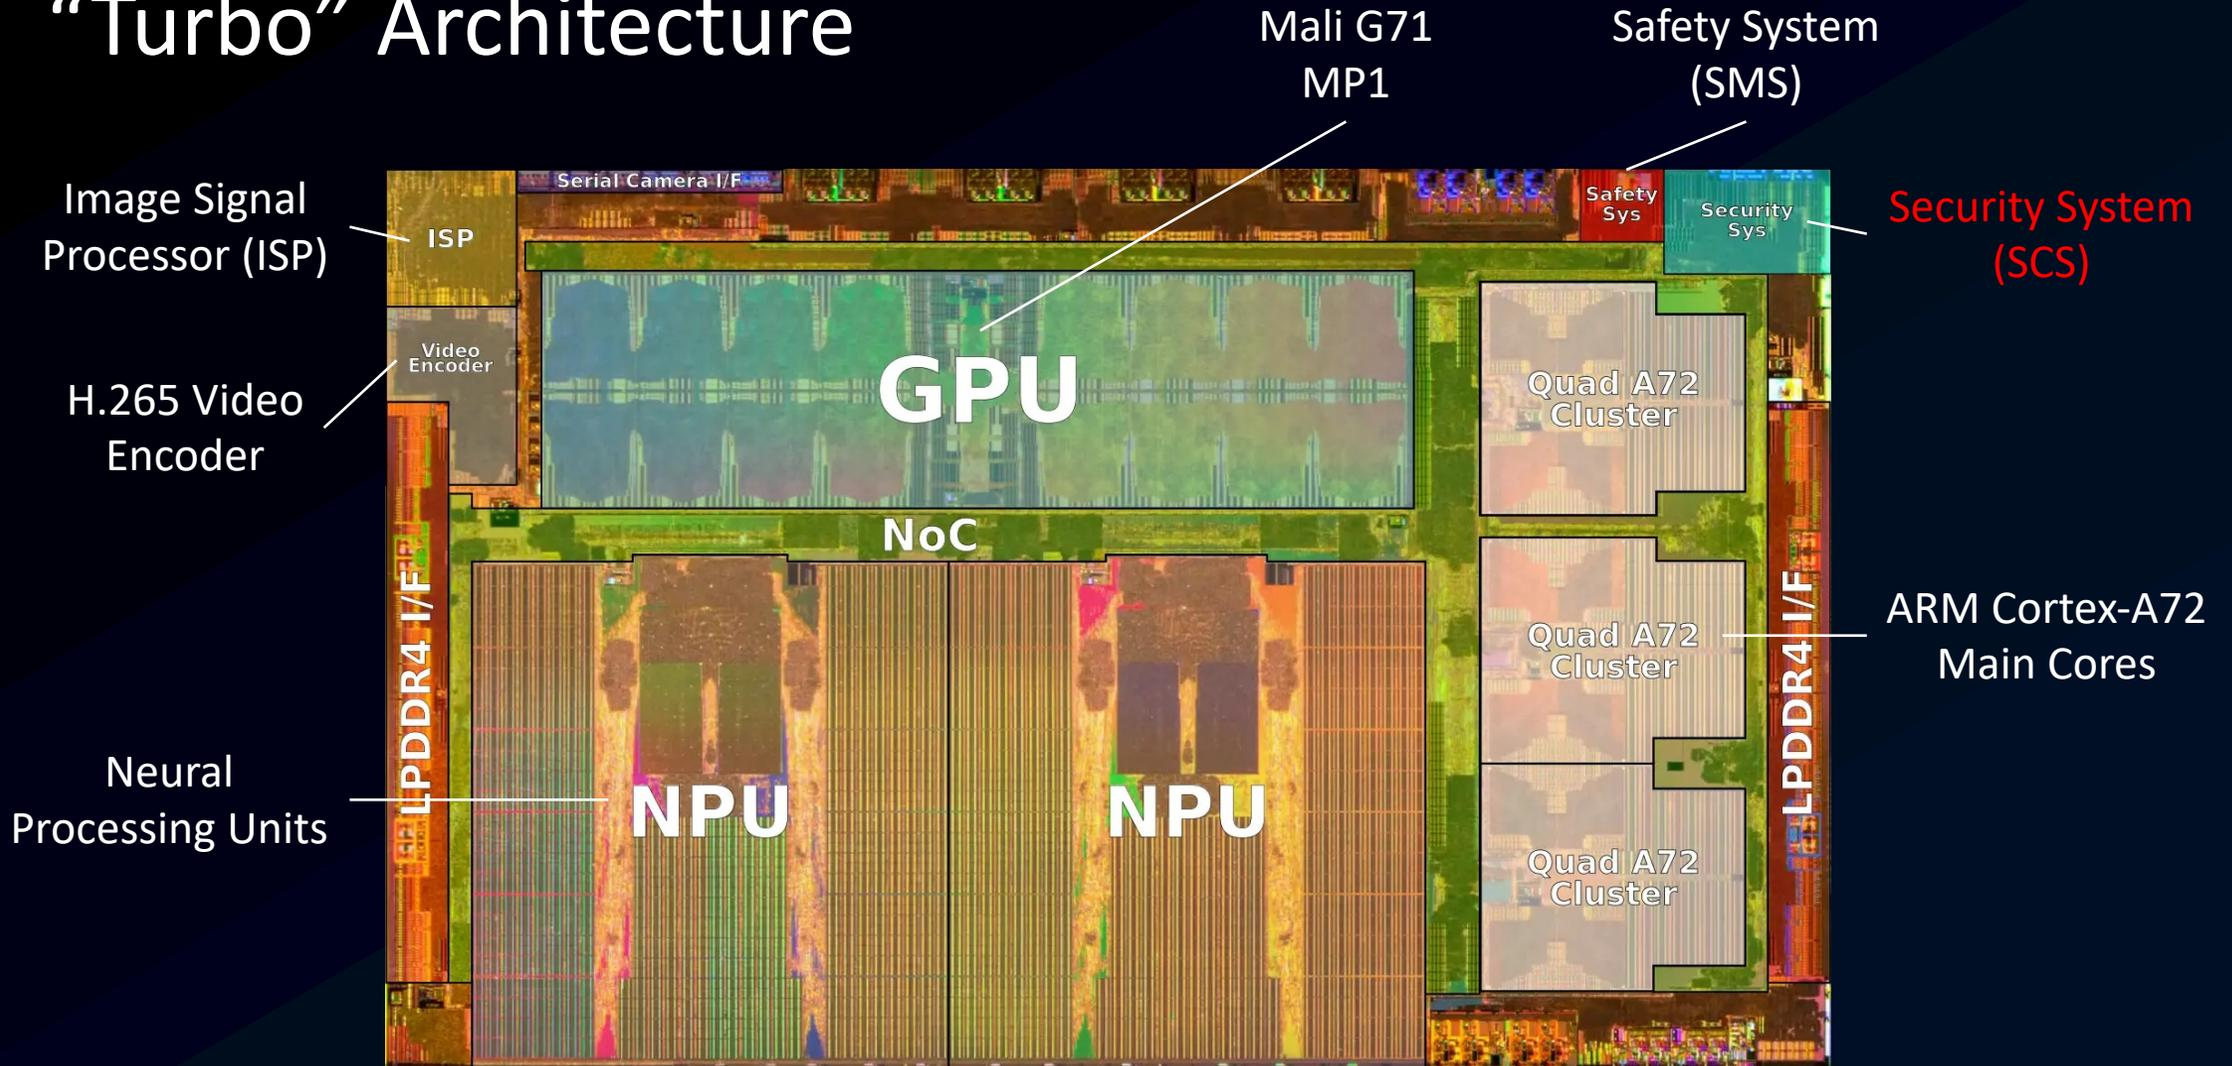 “Turbo” Architecture
Mali G71
MP1
Safety System
(SMS)
Image Signal
Processor (ISP)
Security System
(SCS)
H.265 Video
Encoder
ARM Cortex-A72
Main Cores
Neural
Processing Units
Serial Camera I/F
ISP
Safety
Sys
Security
Sys
Video
Encoder
GPU
Quad A72
Cluster
NoC
LPDDR4 I/F
Quad A72
Cluster
LPDDR4 I/F
NPU
NPU
Quad A72
Cluster